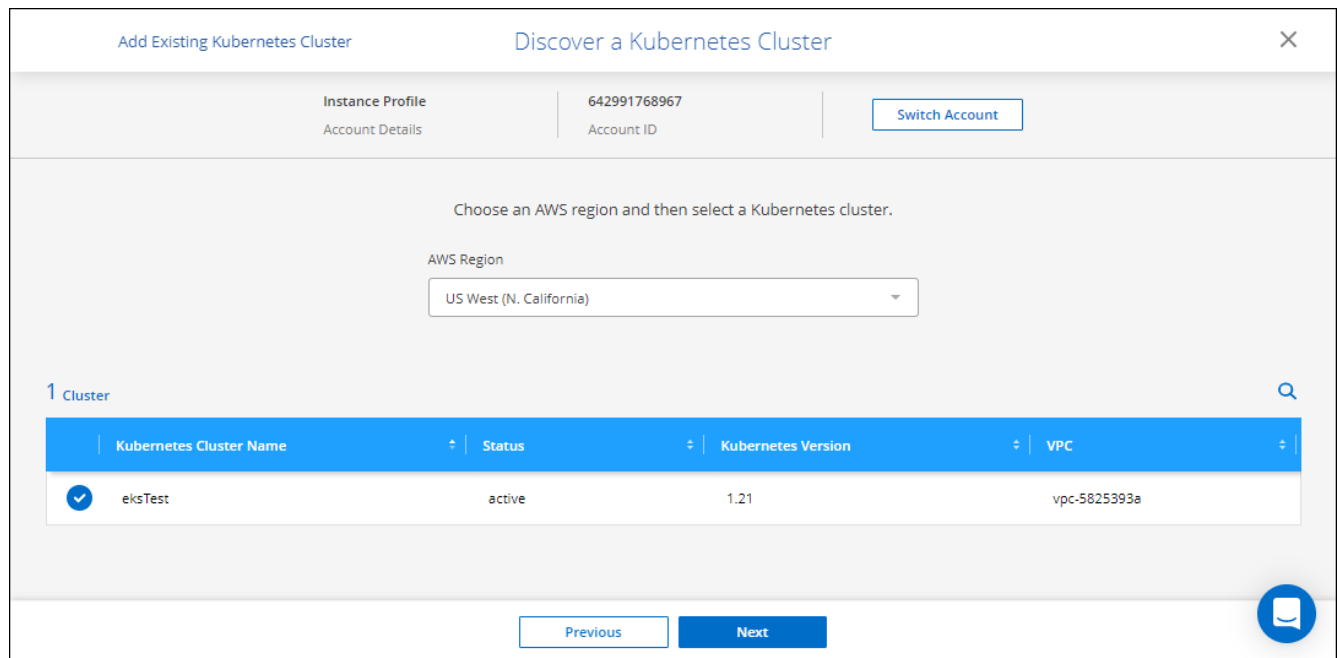 Add Existing Kubernetes Cluster Discover a Kubernetes Cluster
Instance Profile 642991768967 Switch Account
Account Details Account ID
Choose an AWS region and then select a Kubernetes cluster.
AWS Region
US West (N. California)
1 Cluster
Kubernetes Cluster Name Status Kubernetes Version VPC
eksTest active 1.21 vpc-5825393a
Previous Next